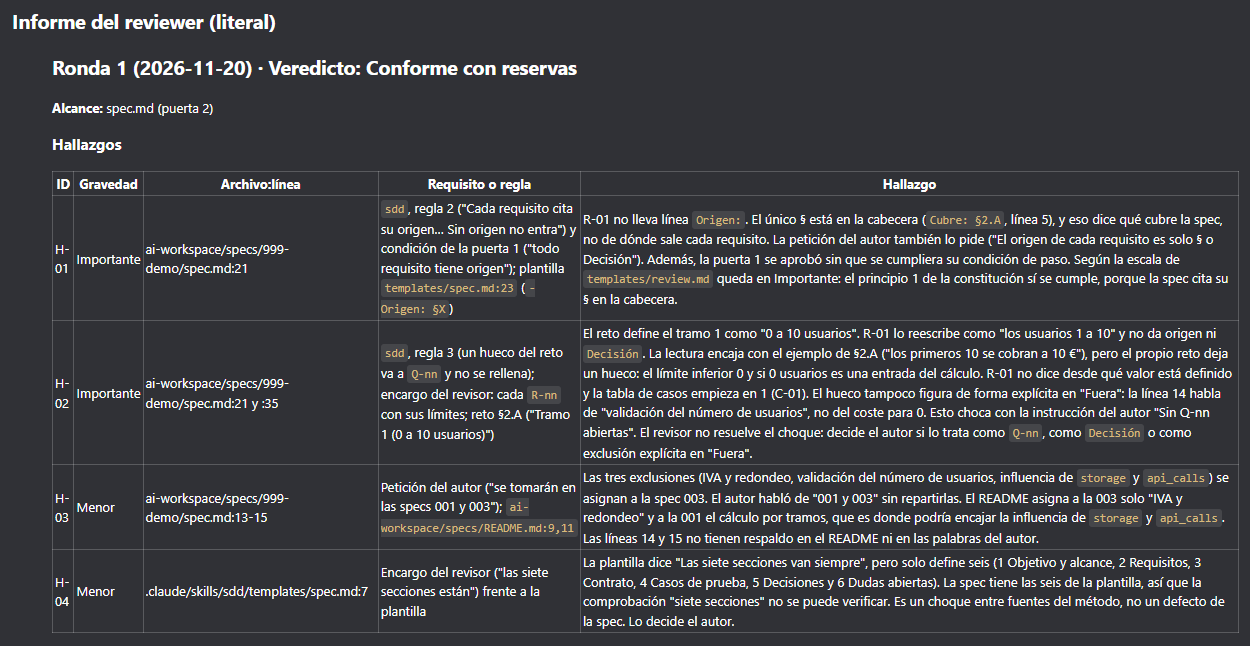 Informe del reviewer (literal)
Ronda 1 (2026-11-20) · Veredicto: Conforme con reservas
Alcance: spec.md (puerta 2)
Hallazgos
ID Gravedad Archivo:línea Requisito o regla Hallazgo
H-01
Importante
ai-workspace/specs/999-
demo/spec.md:21
sdd, regla 2 ("Cada requisito cita
su origen... Sin origen no entra") y
condición de la puerta 1 ("todo
requisito tiene origen"); plantilla
templates/spec.md:23 ( -
Origen: §X )
R-01 no lleva línea Origen: . El único § está en la cabecera ( Cubre: §2.A , línea 5), y eso dice qué cubre la spec,
no de dónde sale cada requisito. La petición del autor también lo pide ("El origen de cada requisito es solo § o
Decisión"). Además, la puerta 1 se aprobó sin que se cumpliera su condición de paso. Según la escala de
templates/review.md queda en Importante: el principio 1 de la constitución sí se cumple, porque la spec cita su
§ en la cabecera.
H-02
Importante
ai-workspace/specs/999-
demo/spec.md:21 y :35
sdd , regla 3 (un hueco del reto
va a Q-nn y no se rellena);
encargo del revisor: cada R-nn
con sus límites; reto §2.A ("Tramo
1 (0 a 10 usuarios)")
El reto define el tramo 1 como "0 a 10 usuarios". R-01 lo reescribe como "los usuarios 1 a 10" y no da origen ni
Decisión . La lectura encaja con el ejemplo de §2.A ("los primeros 10 se cobran a 10 €"), pero el propio reto deja
un hueco: el límite inferior 0 y si 0 usuarios es una entrada del cálculo. R-01 no dice desde qué valor está definido
y la tabla de casos empieza en 1 (C-01). El hueco tampoco figura de forma explícita en "Fuera": la línea 14 habla
de "validación del número de usuarios", no del coste para 0. Esto choca con la instrucción del autor "Sin Q-nn
abiertas". El revisor no resuelve el choque: decide el autor si lo trata como Q-nn , como Decisión o como
exclusión explícita en "Fuera".
H-03
Menor
ai-workspace/specs/999-
demo/spec.md:13-15
Petición del autor ("se tomarán en
las specs 001 y 003"); ai-
workspace/specs/README.md:9,11
Las tres exclusiones (IVA y redondeo, validación del número de usuarios, influencia de storage y api_calls ) se
asignan a la spec 003. El autor habló de "001 y 003" sin repartirlas. El README asigna a la 003 solo "IVA y
redondeo" y a la 001 el cálculo por tramos, que es donde podría encajar la influencia de storage y api_calls .
Las líneas 14 y 15 no tienen respaldo en el README ni en las palabras del autor.
H-04
Menor
.claude/skills/sdd/templates/spec.md:7
Encargo del revisor ("las siete
secciones están") frente a la
plantilla
La plantilla dice "Las siete secciones van siempre", pero solo define seis (1 Objetivo y alcance, 2 Requisitos, 3
Contrato, 4 Casos de prueba, 5 Decisiones y 6 Dudas abiertas). La spec tiene las seis de la plantilla, así que la
comprobación "siete secciones" no se puede verificar. Es un choque entre fuentes del método, no un defecto de
la spec. Lo decide el autor.